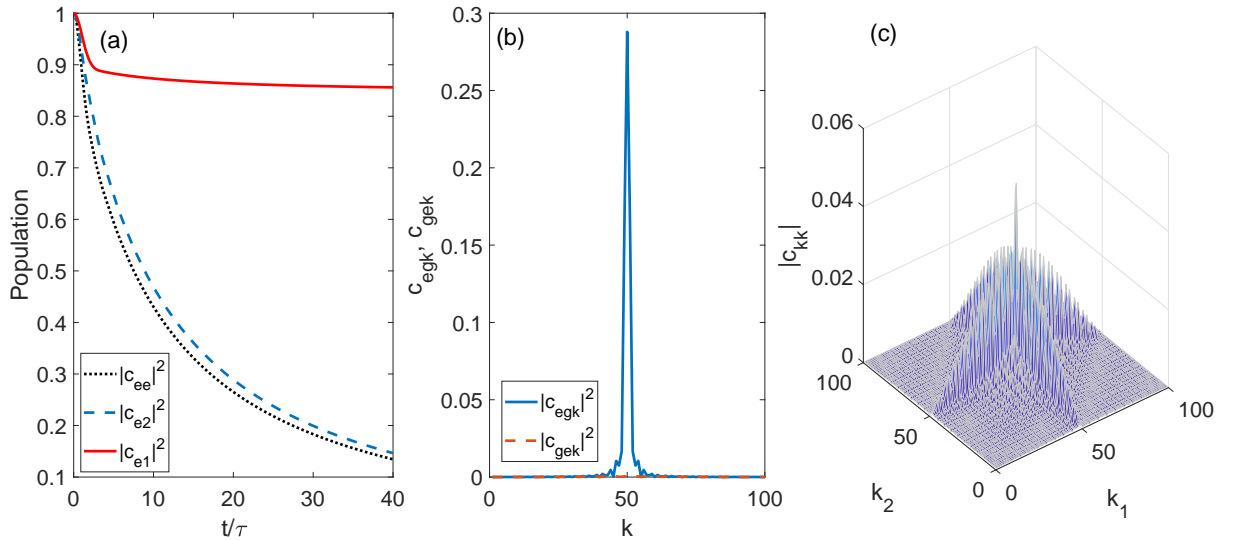 (a)
Population
1
0.9
0.8
0.7
0.6
0.5
0.4
0.3
0.2
0.1
|c_ee|^2
|c_e2|^2
|c_e1|^2
0 10 20 30 40
t/τ
(b)
c_egk, c_gek
0.3
0.25
0.2
0.15
0.1
0.05
0
|c_egk|^2
|c_gek|^2
0 50 100
k
(c)
|c_kk|
0.06
0.04
0.02
0
100
50
0
k_2
0
50
100
k_1